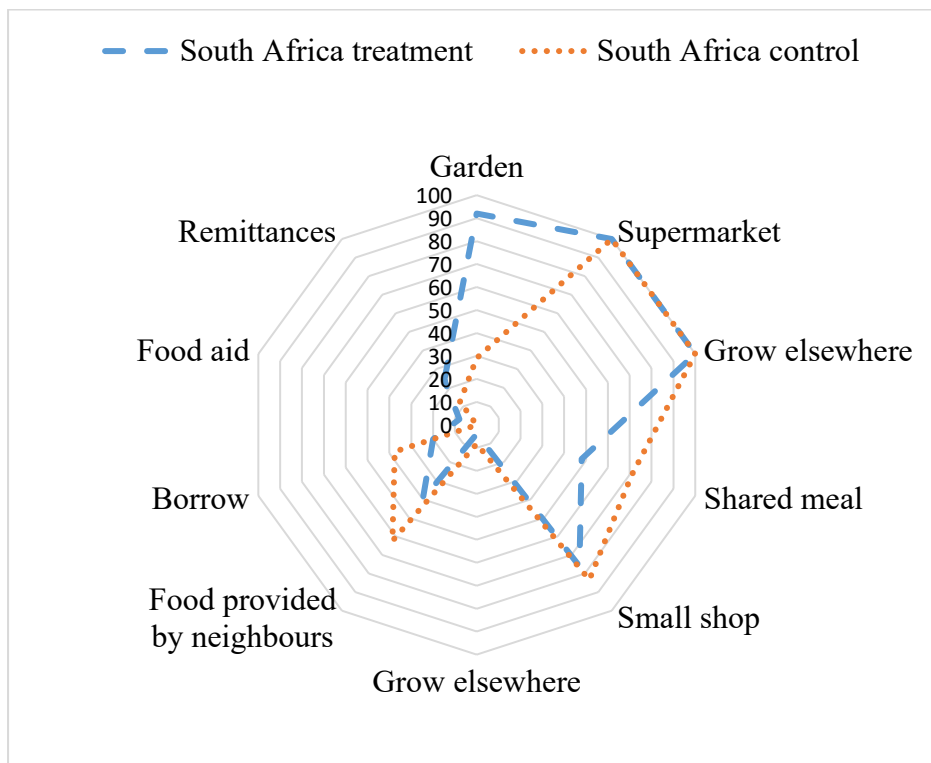 South Africa treatment
South Africa control
Garden
100
90
80
70
60
50
40
30
20
10
0
Supermarket
Grow elsewhere
Shared meal
Small shop
Grow elsewhere
Food provided
by neighbours
Borrow
Food aid
Remittances